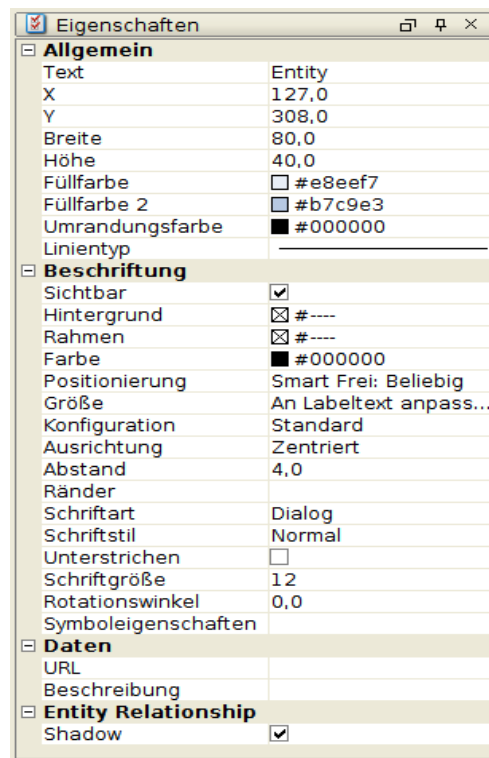 Eigenschaften
Allgemein
Text Entity
X 127,0
Y 308,0
Breite 80,0
Höhe 40,0
Füllfarbe #e8eef7
Füllfarbe 2 #b7c9e3
Umrandungsfarbe #000000
Linientyp
Beschriftung
Sichtbar
Hintergrund #----
Rahmen #----
Farbe #000000
Positionierung Smart Frei: Beliebig
Größe An Labeltext anpass...
Konfiguration Standard
Ausrichtung Zentriert
Abstand 4,0
Ränder
Schriftart Dialog
Schriftstil Normal
Unterstrichen
Schriftgröße 12
Rotationswinkel 0,0
Symboleigenschaften
Daten
URL
Beschreibung
Entity Relationship
Shadow